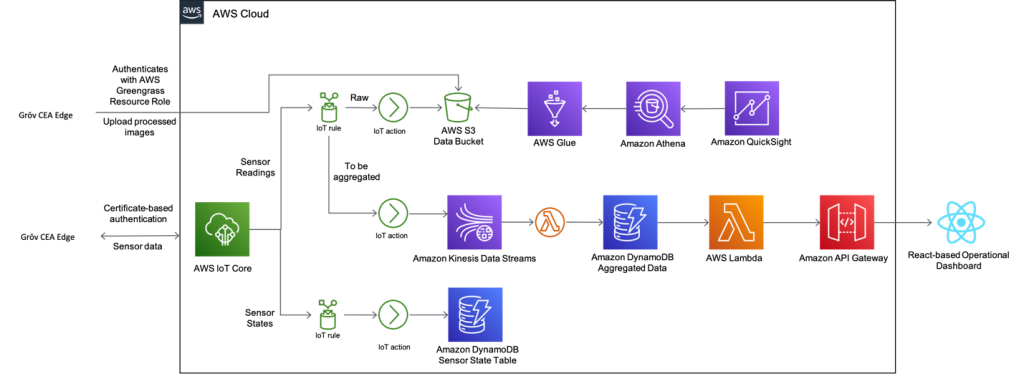 aws
AWS Cloud
Authenticates
with AWS
Greengrass
Resource Role
Grōv CEA Edge
Upload processed
images
Raw
IoT rule
IoT action
AWS S3
Data Bucket
AWS Glue
Amazon Athena
Amazon QuickSight
Sensor
Readings
To be
aggregated
Certificate-based
authentication
Grōv CEA Edge
Sensor data
AWS IoT Core
IoT action
Amazon Kinesis Data Streams
Amazon DynamoDB
Aggregated Data
AWS Lambda
Amazon API Gateway
React-based Operational
Dashboard
Sensor
States
IoT rule
IoT action
Amazon DynamoDB
Sensor State Table